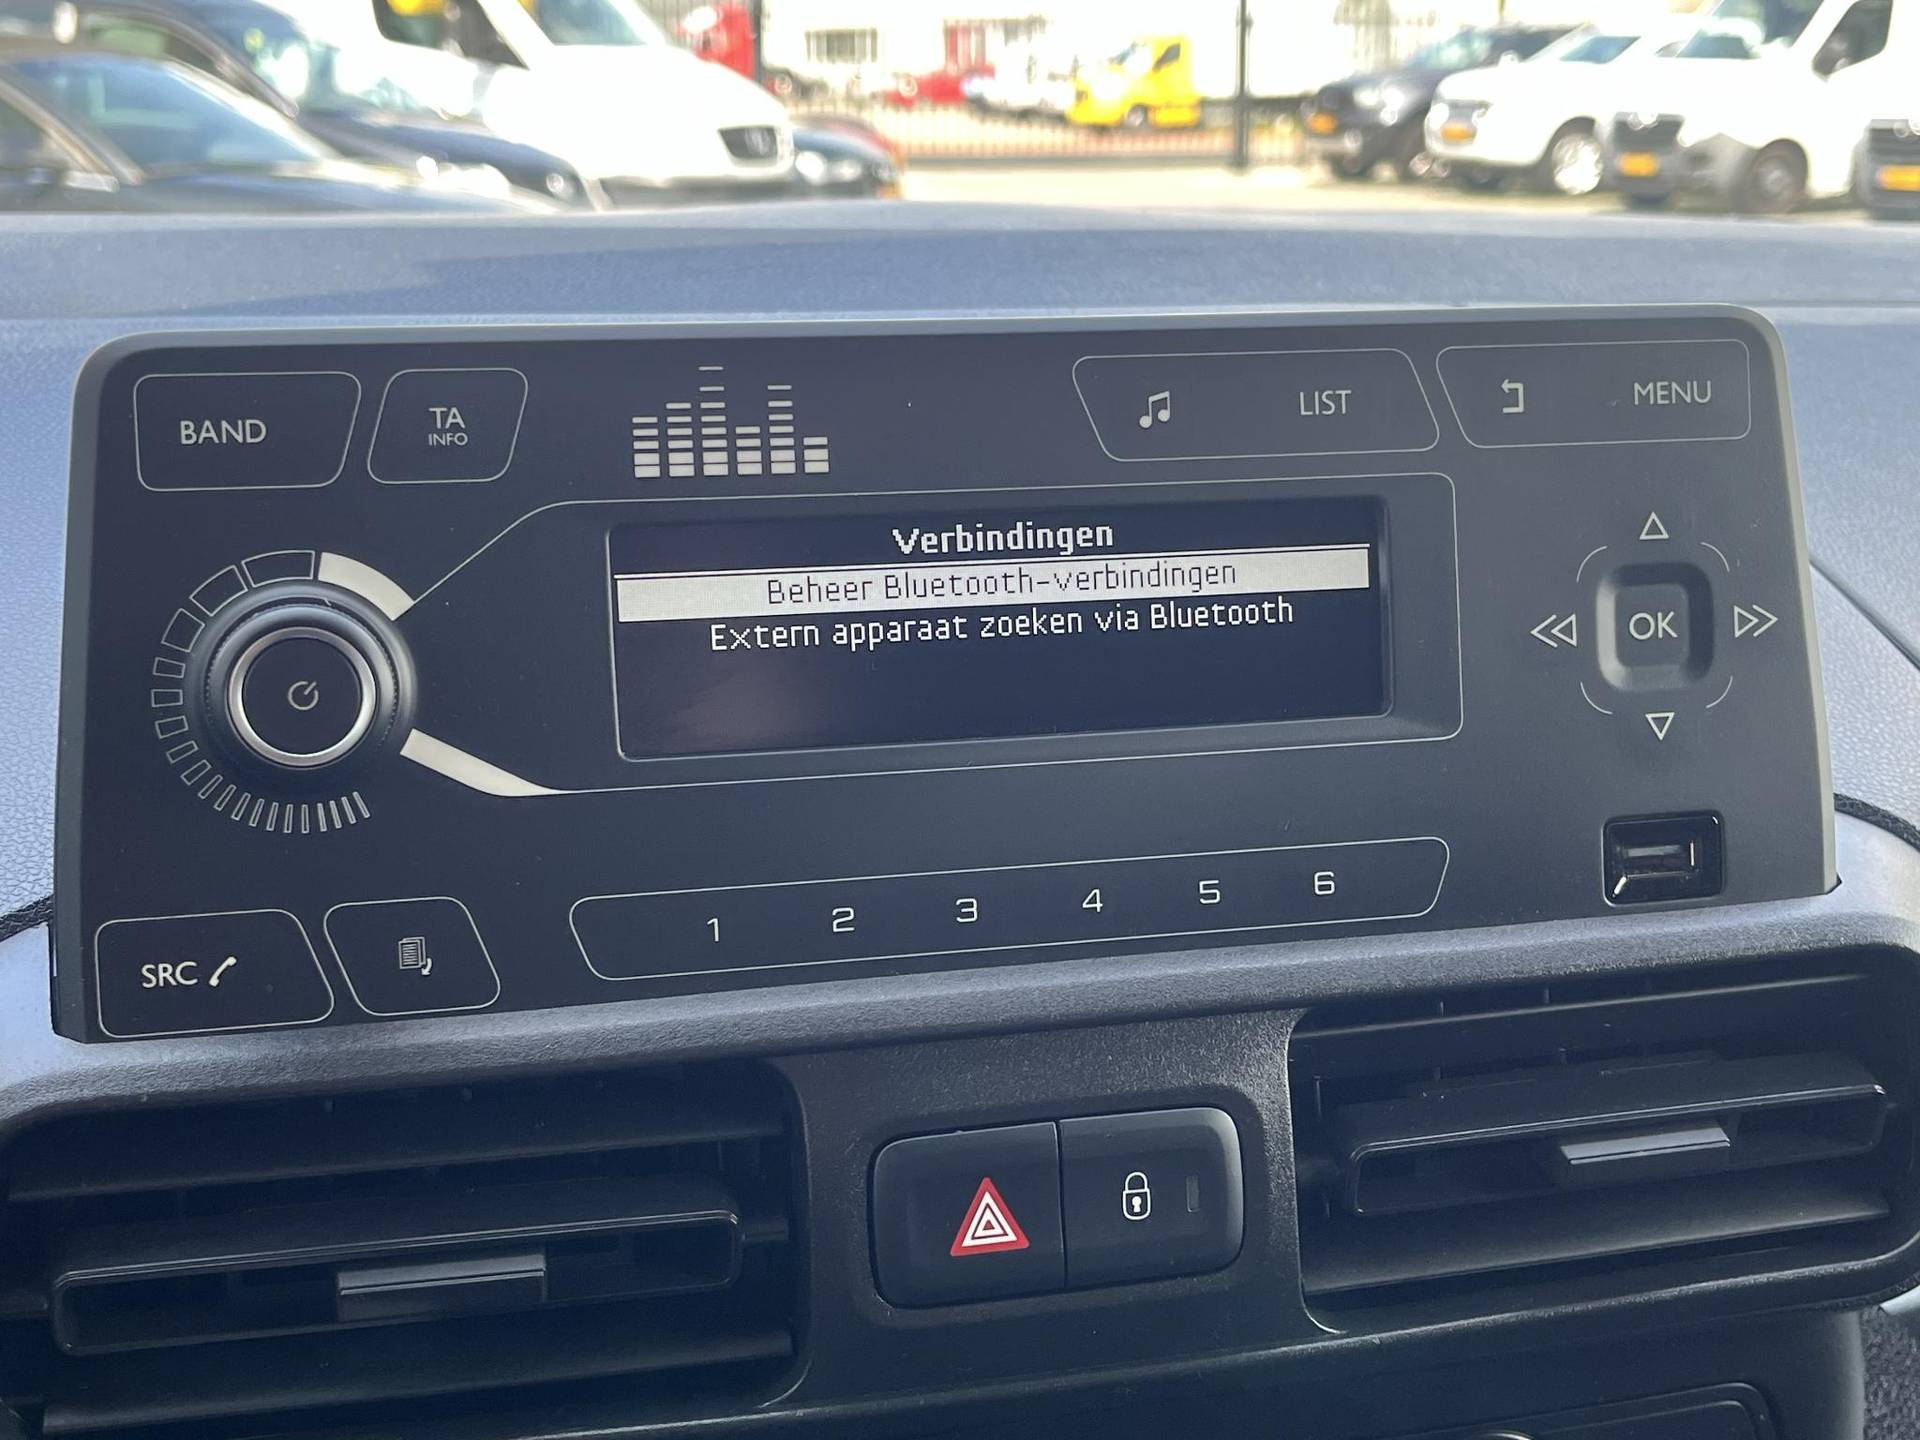 BAND
TA
INFO
LIST
MENU
Verbindingen
Beheer Bluetooth-verbindingen
Extern apparaat zoeken via Bluetooth
OK
1 2 3 4 5 6
SRC